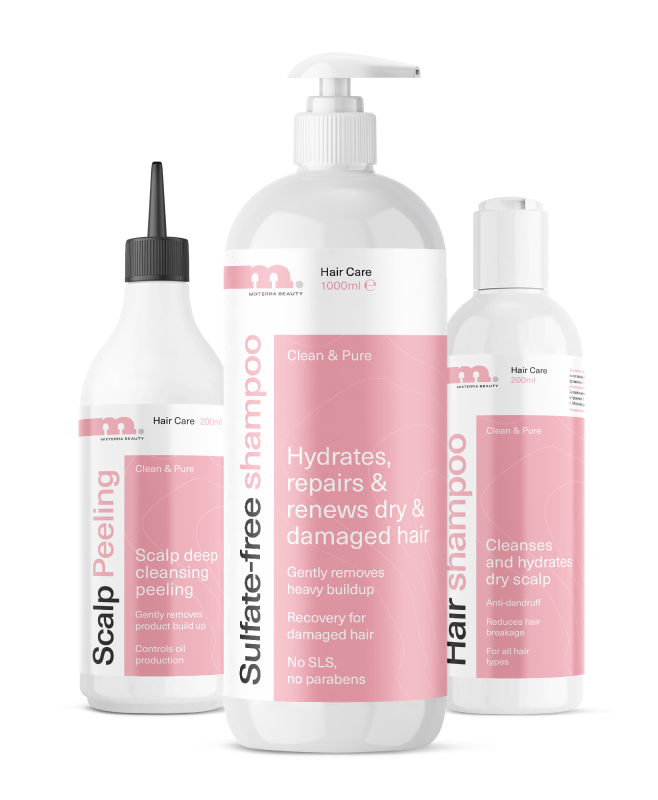 m.
MIXTERRA BEAUTY
Hair Care 200ml
Scalp Peeling
Clean & Pure
Scalp deep
cleansing
peeling
Gently removes
product build up
Controls oil
production
m.
MIXTERRA BEAUTY
Hair Care
1000ml ℮
Sulfate-free shampoo
Clean & Pure
Hydrates,
repairs &
renews dry &
damaged hair
Gently removes
heavy buildup
Recovery for
damaged hair
No SLS,
no parabens
m.
MIXTERRA BEAUTY
Hair Care
200ml
Hair shampoo
Clean & Pure
Cleanses
and hydrates
dry scalp
Anti-dandruff
Reduces hair
breakage
For all hair
types